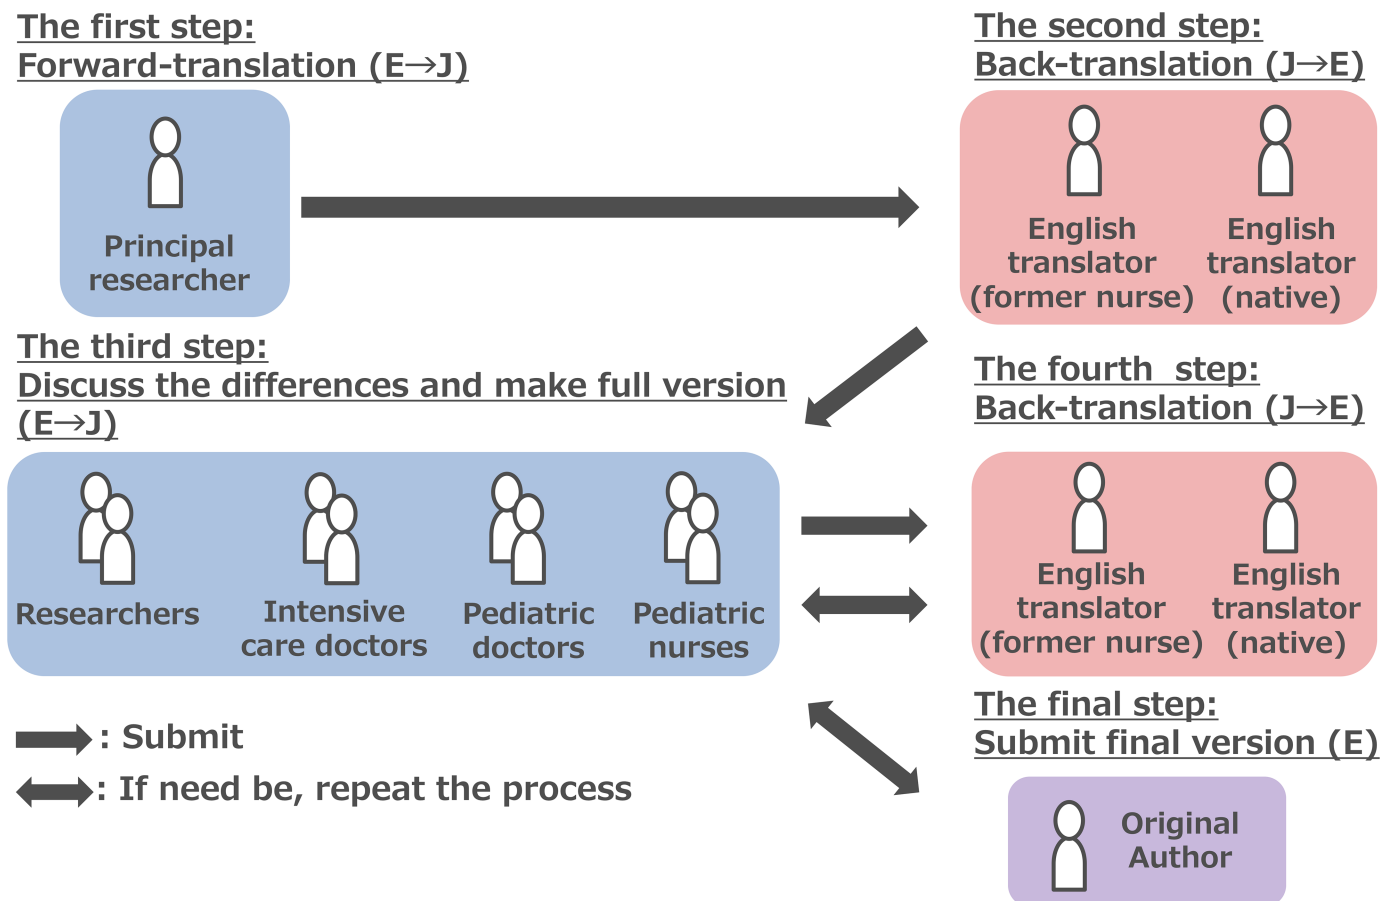 The first step:
Forward-translation (E→J)
Principal
researcher
The second step:
Back-translation (J→E)
English
translator
(former nurse)
English
translator
(native)
The third step:
Discuss the differences and make full version
(E→J)
Researchers
Intensive
care doctors
Pediatric
doctors
Pediatric
nurses
The fourth  step:
Back-translation (J→E)
English
translator
(former nurse)
English
translator
(native)
: Submit
: If need be, repeat the process
The final step:
Submit final version (E)
Original
Author